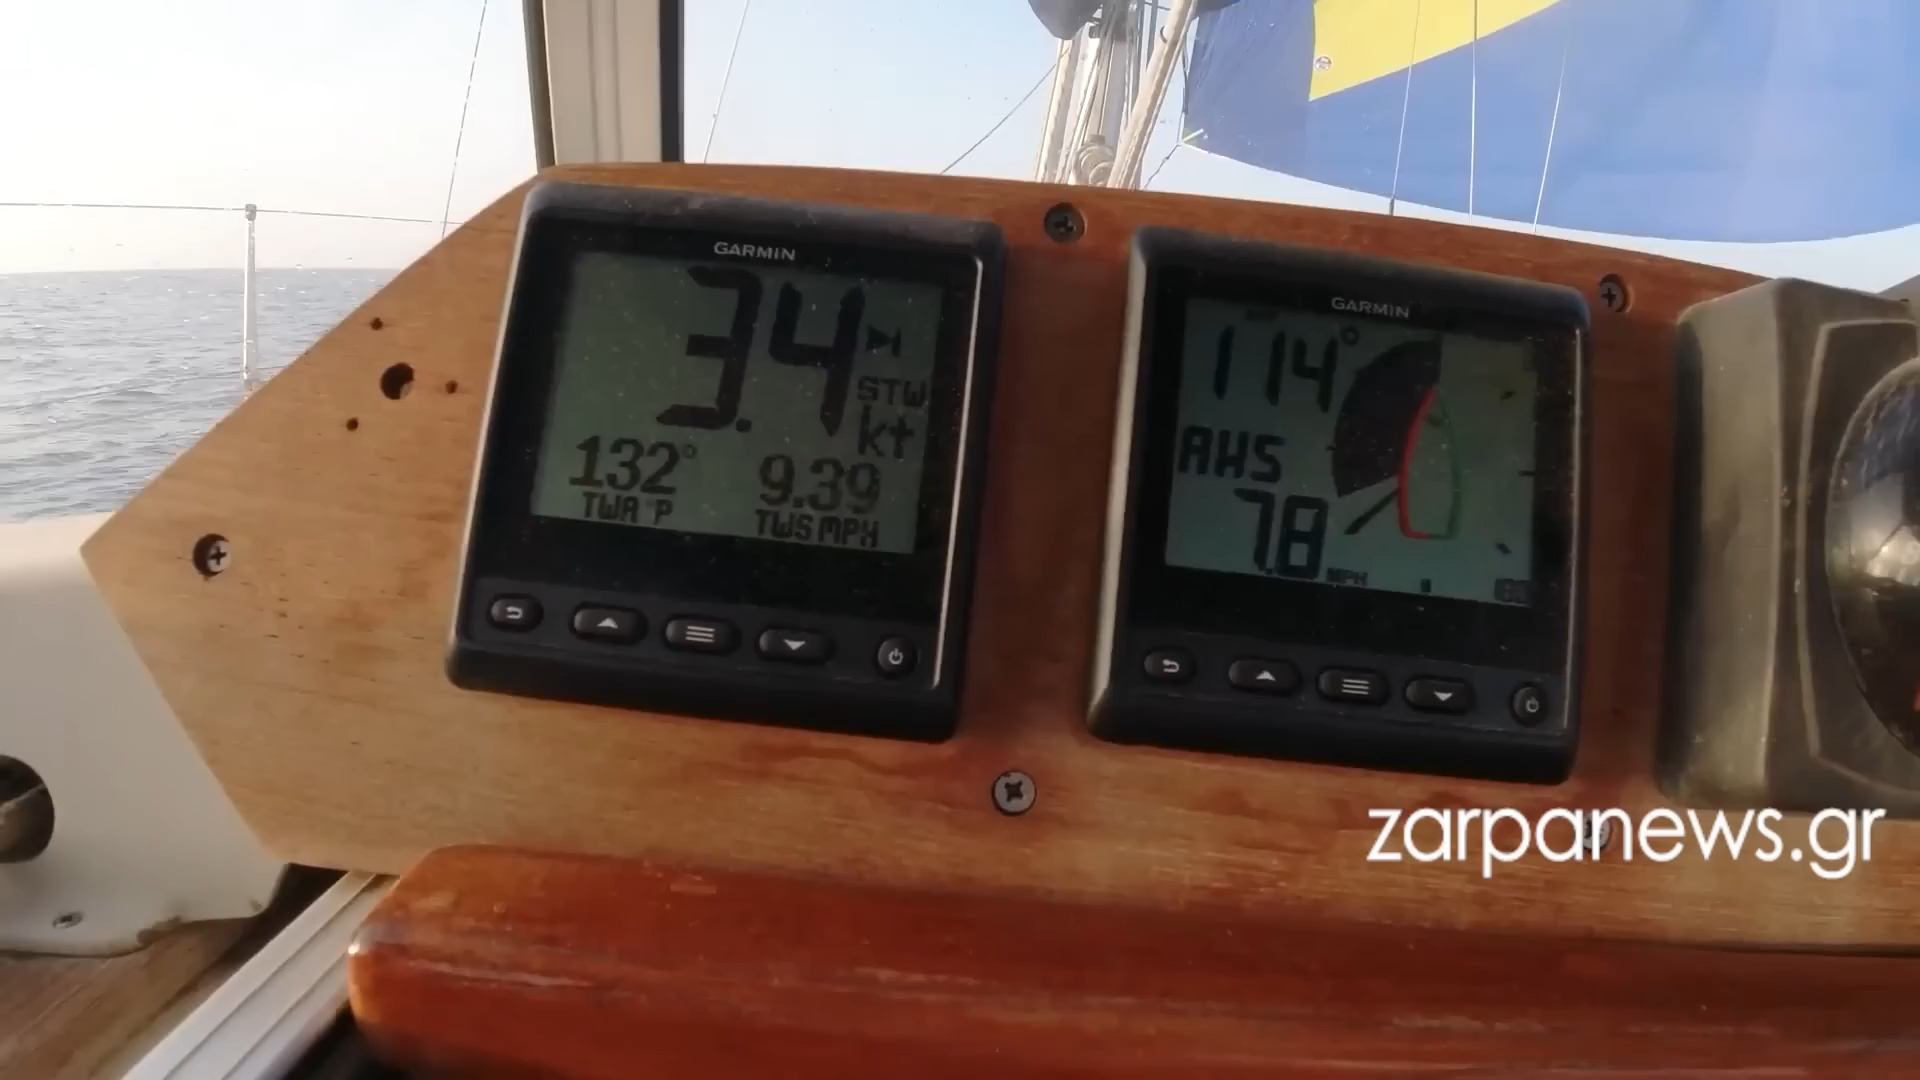 GARMIN
3.4
STW
kt
132° 9.39
TWA °P TWS MPH
GARMIN
114°
AWS
7.8 MPH
zarpanews.gr